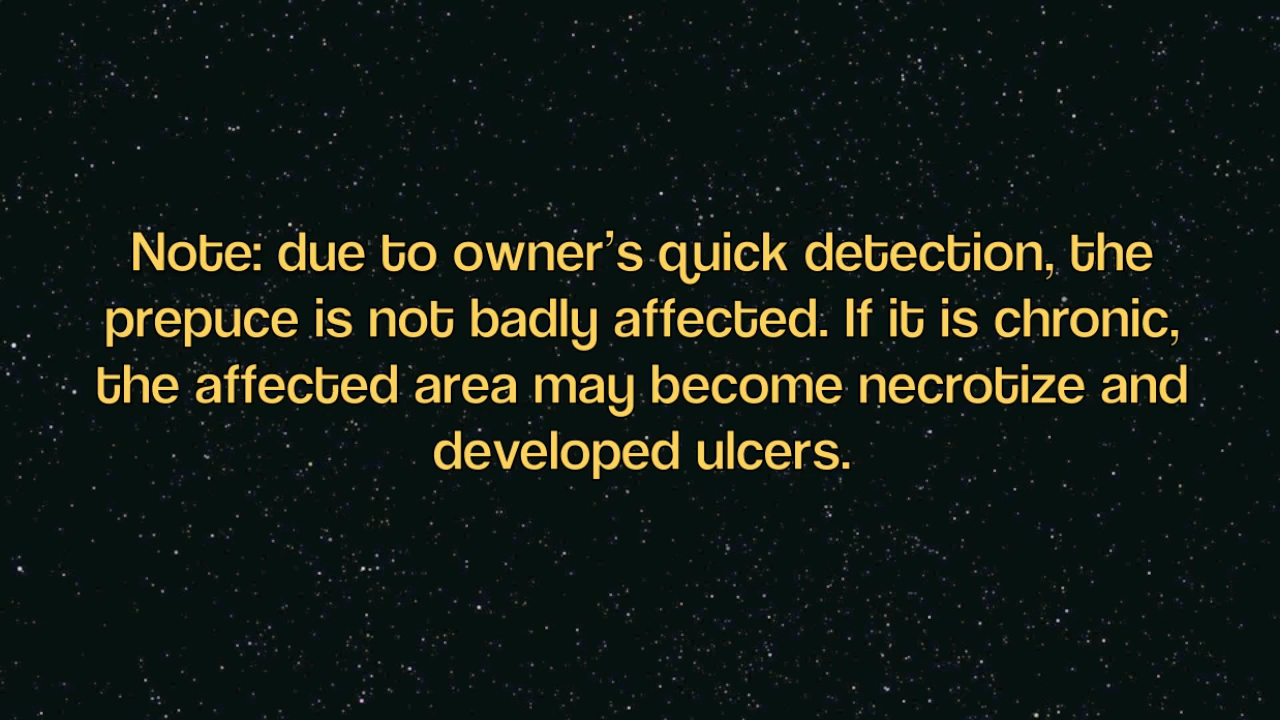 Note: due to owner’s quick detection, the
prepuce is not badly affected. If it is chronic,
the affected area may become necrotize and
developed ulcers.